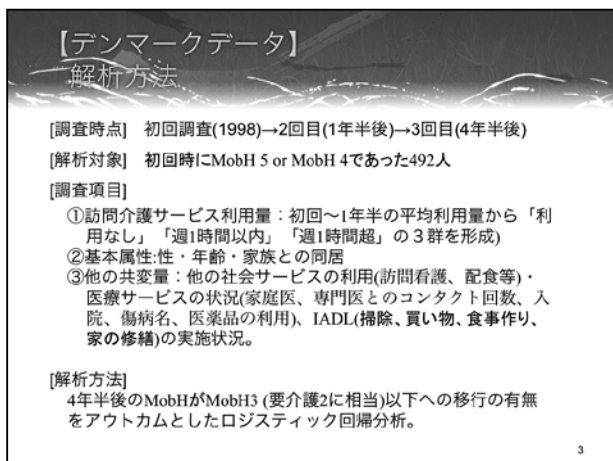 【デンマークデータ】
解析方法
[調査時点] 初回調査(1998)→2回目(1年半後)→3回目(4年半後)
[解析対象] 初回時にMobH 5 or MobH 4であった492人
[調査項目]
①訪問介護サービス利用量：初回～1年半の平均利用量から「利
用なし」「週1時間以内」「週1時間超」の３群を形成)
②基本属性:性・年齢・家族との同居
③他の共変量：他の社会サービスの利用(訪問看護、配食等)・
医療サービスの状況(家庭医、専門医とのコンタクト回数、入
院、傷病名、医薬品の利用)、IADL(掃除、買い物、食事作り、
家の修繕)の実施状況。
[解析方法]
4年半後のMobHがMobH3 (要介護2に相当)以下への移行の有無
をアウトカムとしたロジスティック回帰分析。
3